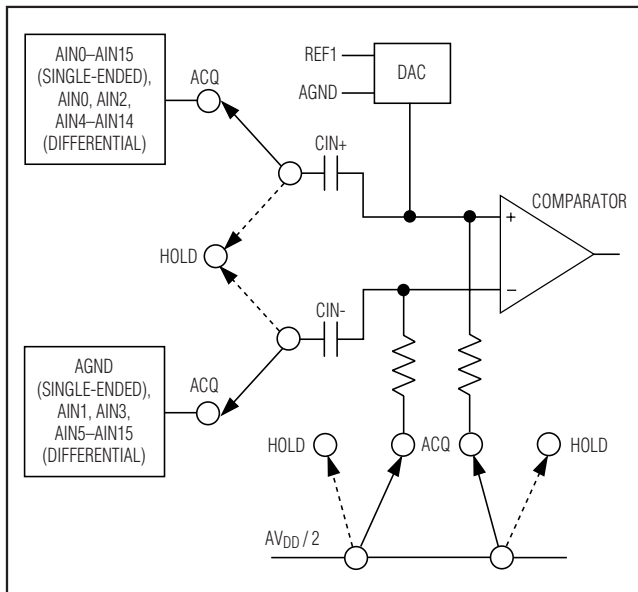 AIN0–AIN15
(SINGLE-ENDED),
AIN0, AIN2,
AIN4–AIN14
(DIFFERENTIAL)
ACQ
REF1
AGND
DAC
CIN+
COMPARATOR
+
−
HOLD
CIN-
AGND
(SINGLE-ENDED),
AIN1, AIN3,
AIN5–AIN15
(DIFFERENTIAL)
ACQ
HOLD
ACQ
HOLD
AVDD / 2